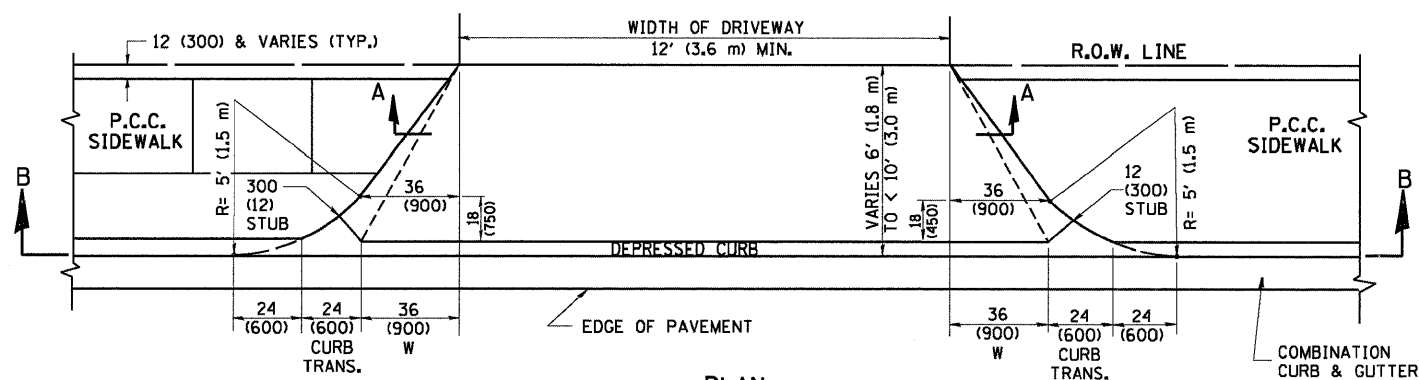 WIDTH OF DRIVEWAY
12' (3.6 m) MIN.
12 (300) & VARIES (TYP.)
R.O.W. LINE
A
A
P.C.C.
SIDEWALK
P.C.C.
SIDEWALK
R= 5' (1.5 m)
VARIES 6' (1.8 m)
TO < 10' (3.0 m)
R= 5' (1.5 m)
B
B
300
(12)
STUB
36
(900)
18
(750)
36
(900)
18
(450)
12
(300)
STUB
DEPRESSED CURB
24
(600)
24
(600)
CURB
TRANS.
36
(900)
W
EDGE OF PAVEMENT
36
(900)
W
24
(600)
CURB
TRANS.
24
(600)
COMBINATION
CURB & GUTTER
PLAN